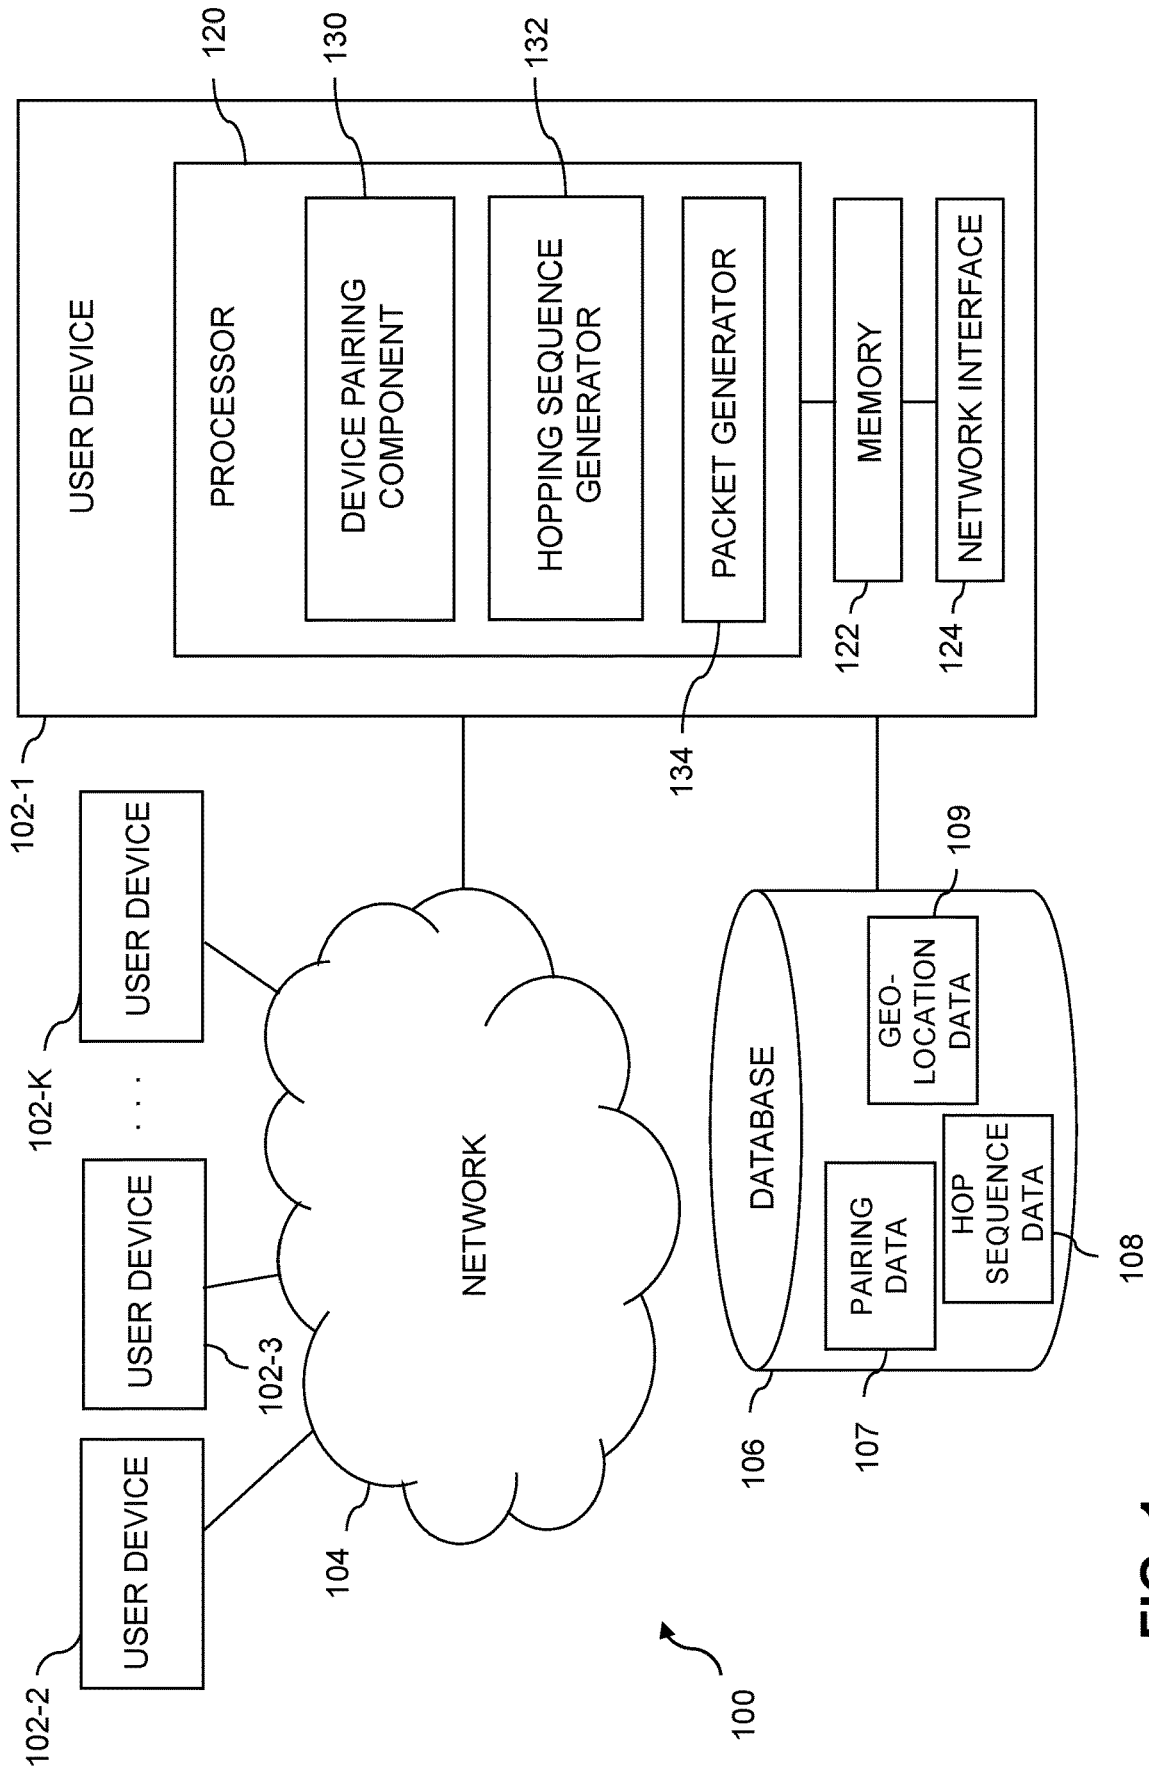 102-2
USER DEVICE
102-3
USER DEVICE
. . .
102-K
USER DEVICE
104
NETWORK
100
106
DATABASE
107
PAIRING
DATA
108
HOP
SEQUENCE
DATA
109
GEO-
LOCATION
DATA
102-1
USER DEVICE
120
PROCESSOR
130
DEVICE PAIRING
COMPONENT
132
HOPPING SEQUENCE
GENERATOR
134
PACKET GENERATOR
122
MEMORY
124
NETWORK INTERFACE
FIG. 1